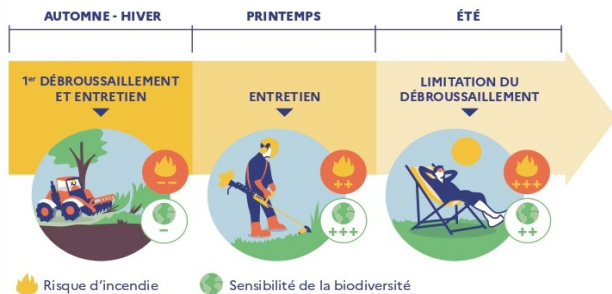 AUTOMNE - HIVER
PRINTEMPS
ÉTÉ
1er DÉBROUSSAILLEMENT
ET ENTRETIEN
ENTRETIEN
LIMITATION DU
DÉBROUSSAILLEMENT
--
-
++
+++
+++
++
Risque d'incendie
Sensibilité de la biodiversité